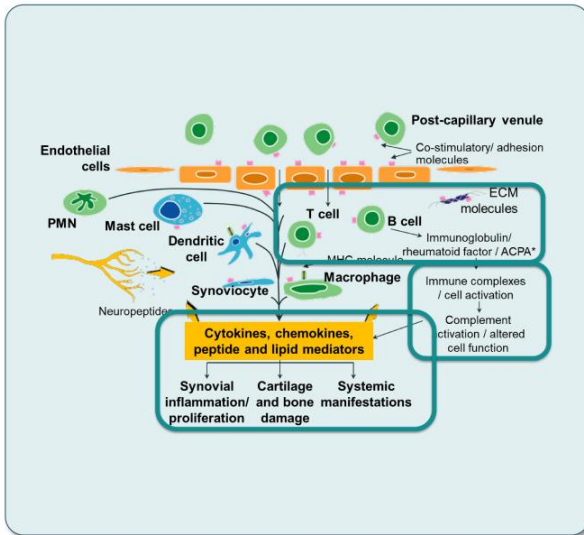 Post-capillary venule
Co-stimulatory/ adhesion
molecules
Endothelial
cells
PMN
Mast cell
Dendritic
cell
T cell
B cell
ECM
molecules
Immunoglobulin/
rheumatoid factor / ACPA*
MHC molecule
Macrophage
Synoviocyte
Neuropeptides
Immune complexes
/ cell activation
Complement
activation / altered
cell function
Cytokines, chemokines,
peptide and lipid mediators
Synovial
inflammation/
proliferation
Cartilage
and bone
damage
Systemic
manifestations